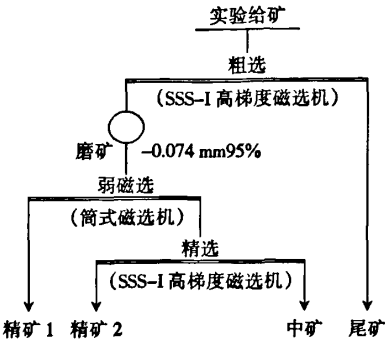 实验给矿
粗选
(SSS-I 高梯度磁选机)
磨矿 -0.074 mm95%
弱磁选
(筒式磁选机)
精选
(SSS-I 高梯度磁选机)
精矿 1 精矿 2 中矿 尾矿